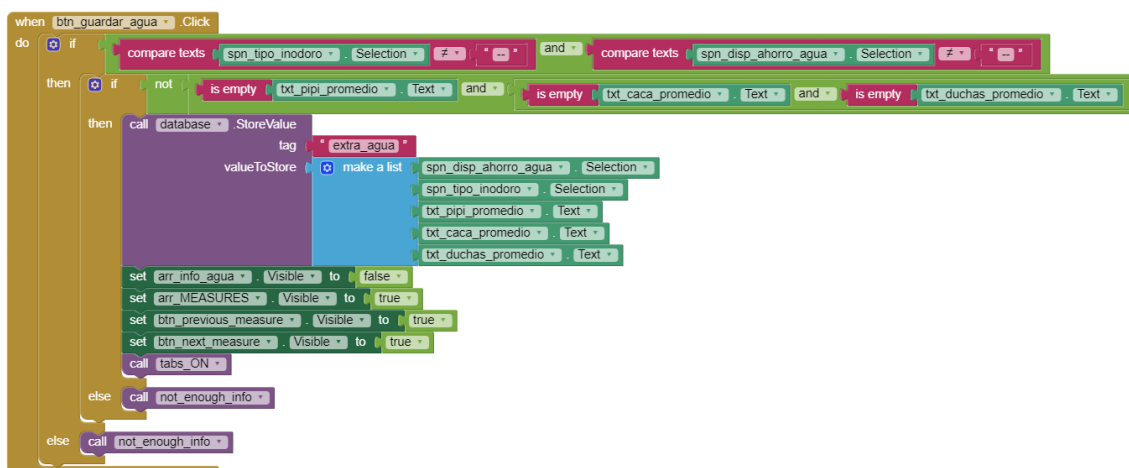 when btn_guardar_agua .Click
do if compare texts spn_tipo_inodoro . Selection ≠ " -- " and compare texts spn_disp_ahorro_agua . Selection ≠ " -- "
then if not is empty txt_pipi_promedio . Text and is empty txt_caca_promedio . Text and is empty txt_duchas_promedio . Text
then call database .StoreValue
tag " extra_agua "
valueToStore make a list spn_disp_ahorro_agua . Selection
spn_tipo_inodoro . Selection
txt_pipi_promedio . Text
txt_caca_promedio . Text
txt_duchas_promedio . Text
set arr_info_agua . Visible to false
set arr_MEASURES . Visible to true
set btn_previous_measure . Visible to true
set btn_next_measure . Visible to true
call tabs_ON
else call not_enough_info
else call not_enough_info